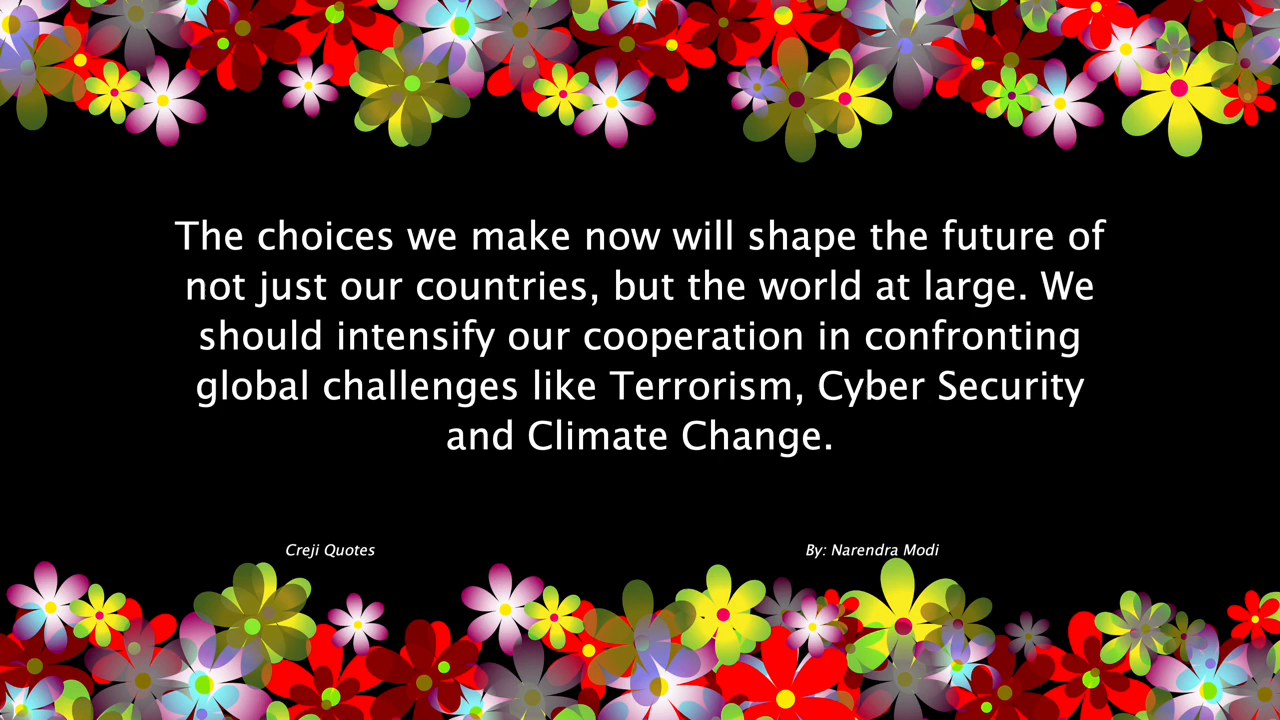 The choices we make now will shape the future of
not just our countries, but the world at large. We
should intensify our cooperation in confronting
global challenges like Terrorism, Cyber Security
and Climate Change.
Creji Quotes
By: Narendra Modi